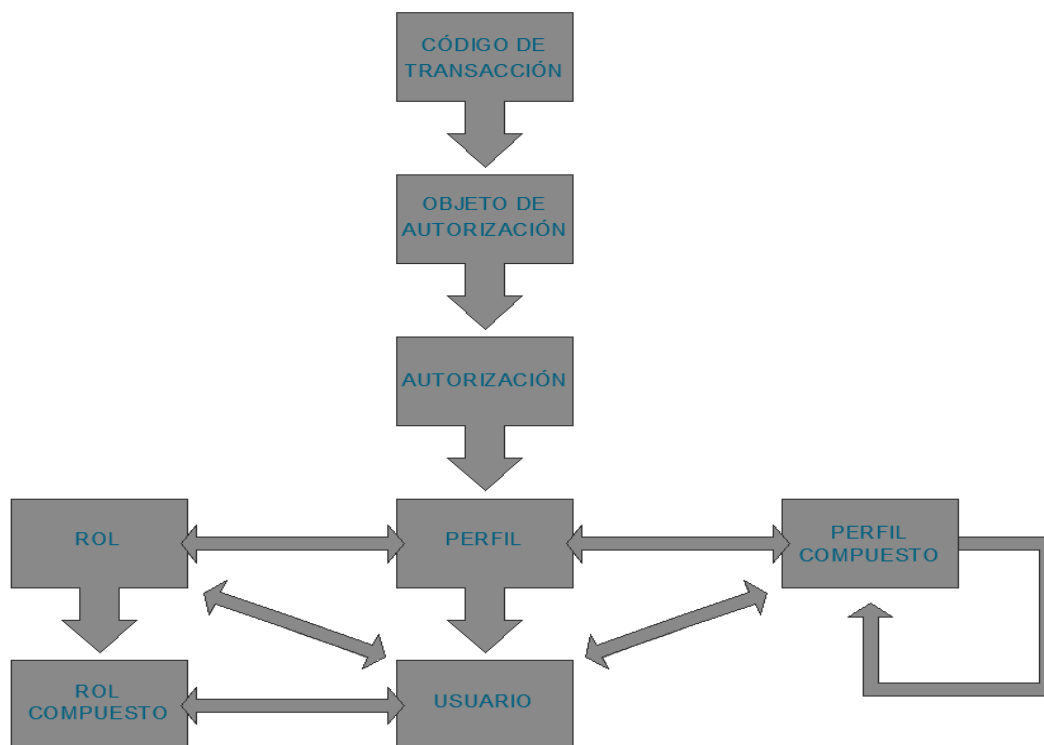 CÓDIGO DE
TRANSACCIÓN
OBJETO DE
AUTORIZACIÓN
AUTORIZACIÓN
ROL
PERFIL
PERFIL
COMPUESTO
ROL
COMPUESTO
USUARIO